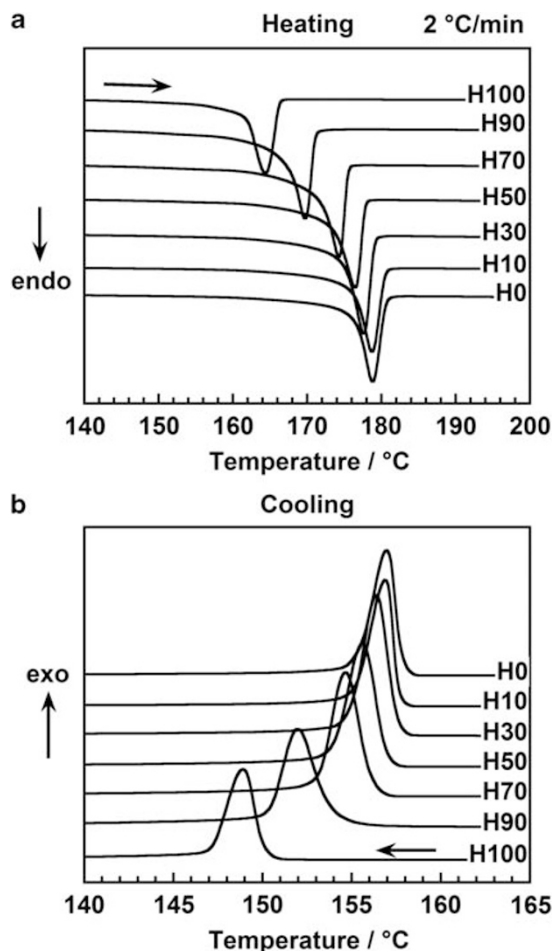 a Heating 2 °C/min
H100
H90
H70
H50
H30
H10
H0
endo
140 150 160 170 180 190 200
Temperature / °C
b Cooling
exo
H0
H10
H30
H50
H70
H90
H100
140 145 150 155 160 165
Temperature / °C